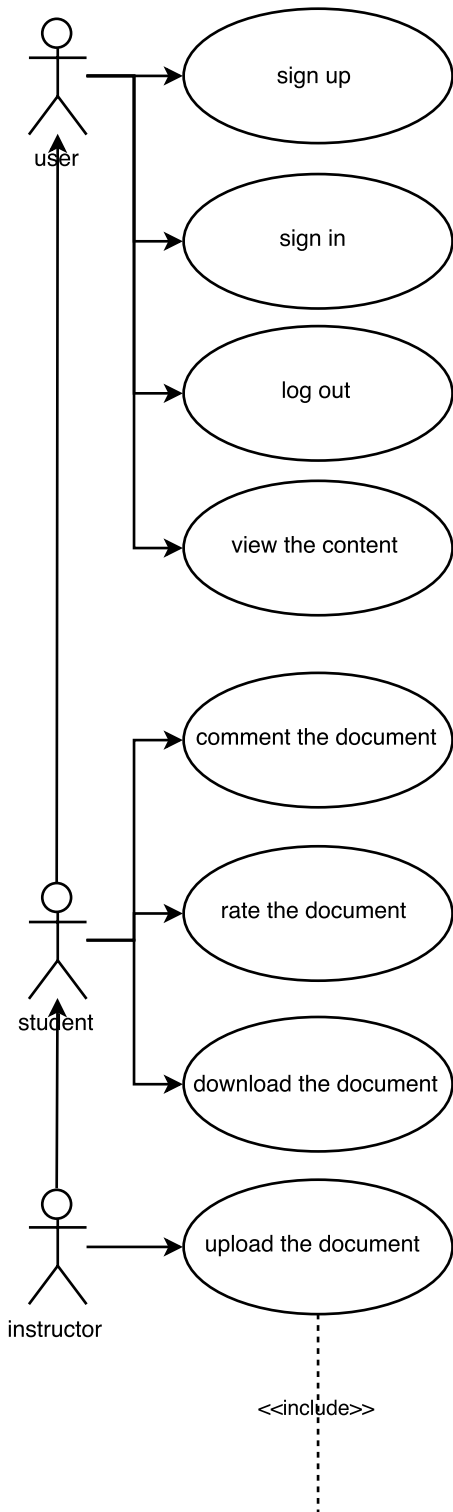 sign up
user
sign in
log out
view the content
comment the document
rate the document
student
download the document
upload the document
instructor
<<include>>